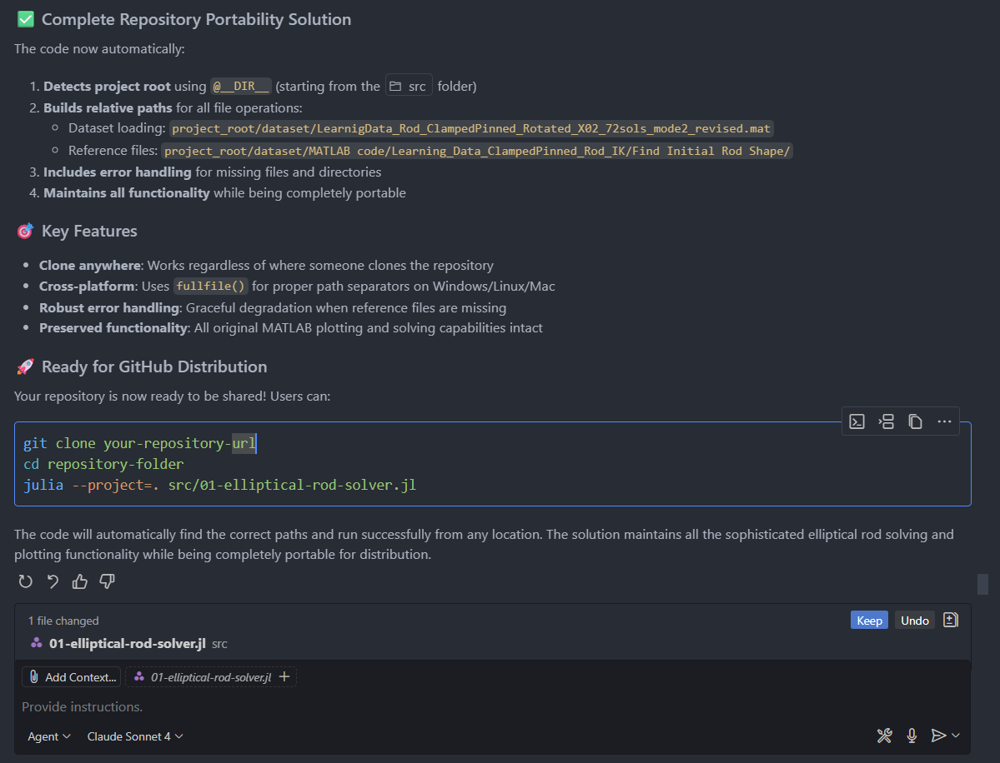 ✅ Complete Repository Portability Solution
The code now automatically:
1. Detects project root using @__DIR__ (starting from the src folder)
2. Builds relative paths for all file operations:
Dataset loading: project_root/dataset/LearnigData_Rod_ClampedPinned_Rotated_X02_72sols_mode2_revised.mat
Reference files: project_root/dataset/MATLAB code/Learning_Data_ClampedPinned_Rod_IK/Find Initial Rod Shape/
3. Includes error handling for missing files and directories
4. Maintains all functionality while being completely portable
🎯 Key Features
• Clone anywhere: Works regardless of where someone clones the repository
• Cross-platform: Uses fullfile() for proper path separators on Windows/Linux/Mac
• Robust error handling: Graceful degradation when reference files are missing
• Preserved functionality: All original MATLAB plotting and solving capabilities intact
🚀 Ready for GitHub Distribution
Your repository is now ready to be shared! Users can:
git clone your-repository-url
cd repository-folder
julia --project=. src/01-elliptical-rod-solver.jl
The code will automatically find the correct paths and run successfully from any location. The solution maintains all the sophisticated elliptical rod solving and
plotting functionality while being completely portable for distribution.
1 file changed
Keep Undo
01-elliptical-rod-solver.jl src
Add Context... 01-elliptical-rod-solver.jl +
Provide instructions.
Agent Claude Sonnet 4